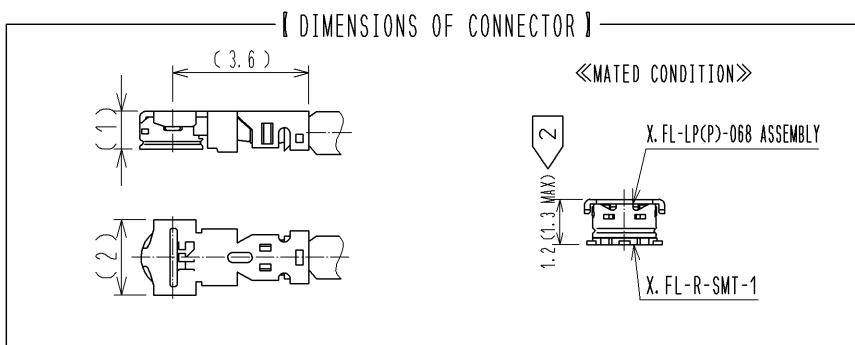 【 DIMENSIONS OF CONNECTOR 】
( 3.6 )
( 1 )
( 2 )
≪MATED CONDITION≫
2
X.FL-LP(P)-068 ASSEMBLY
1.2 (1.3 MAX)
X.FL-R-SMT-1
R